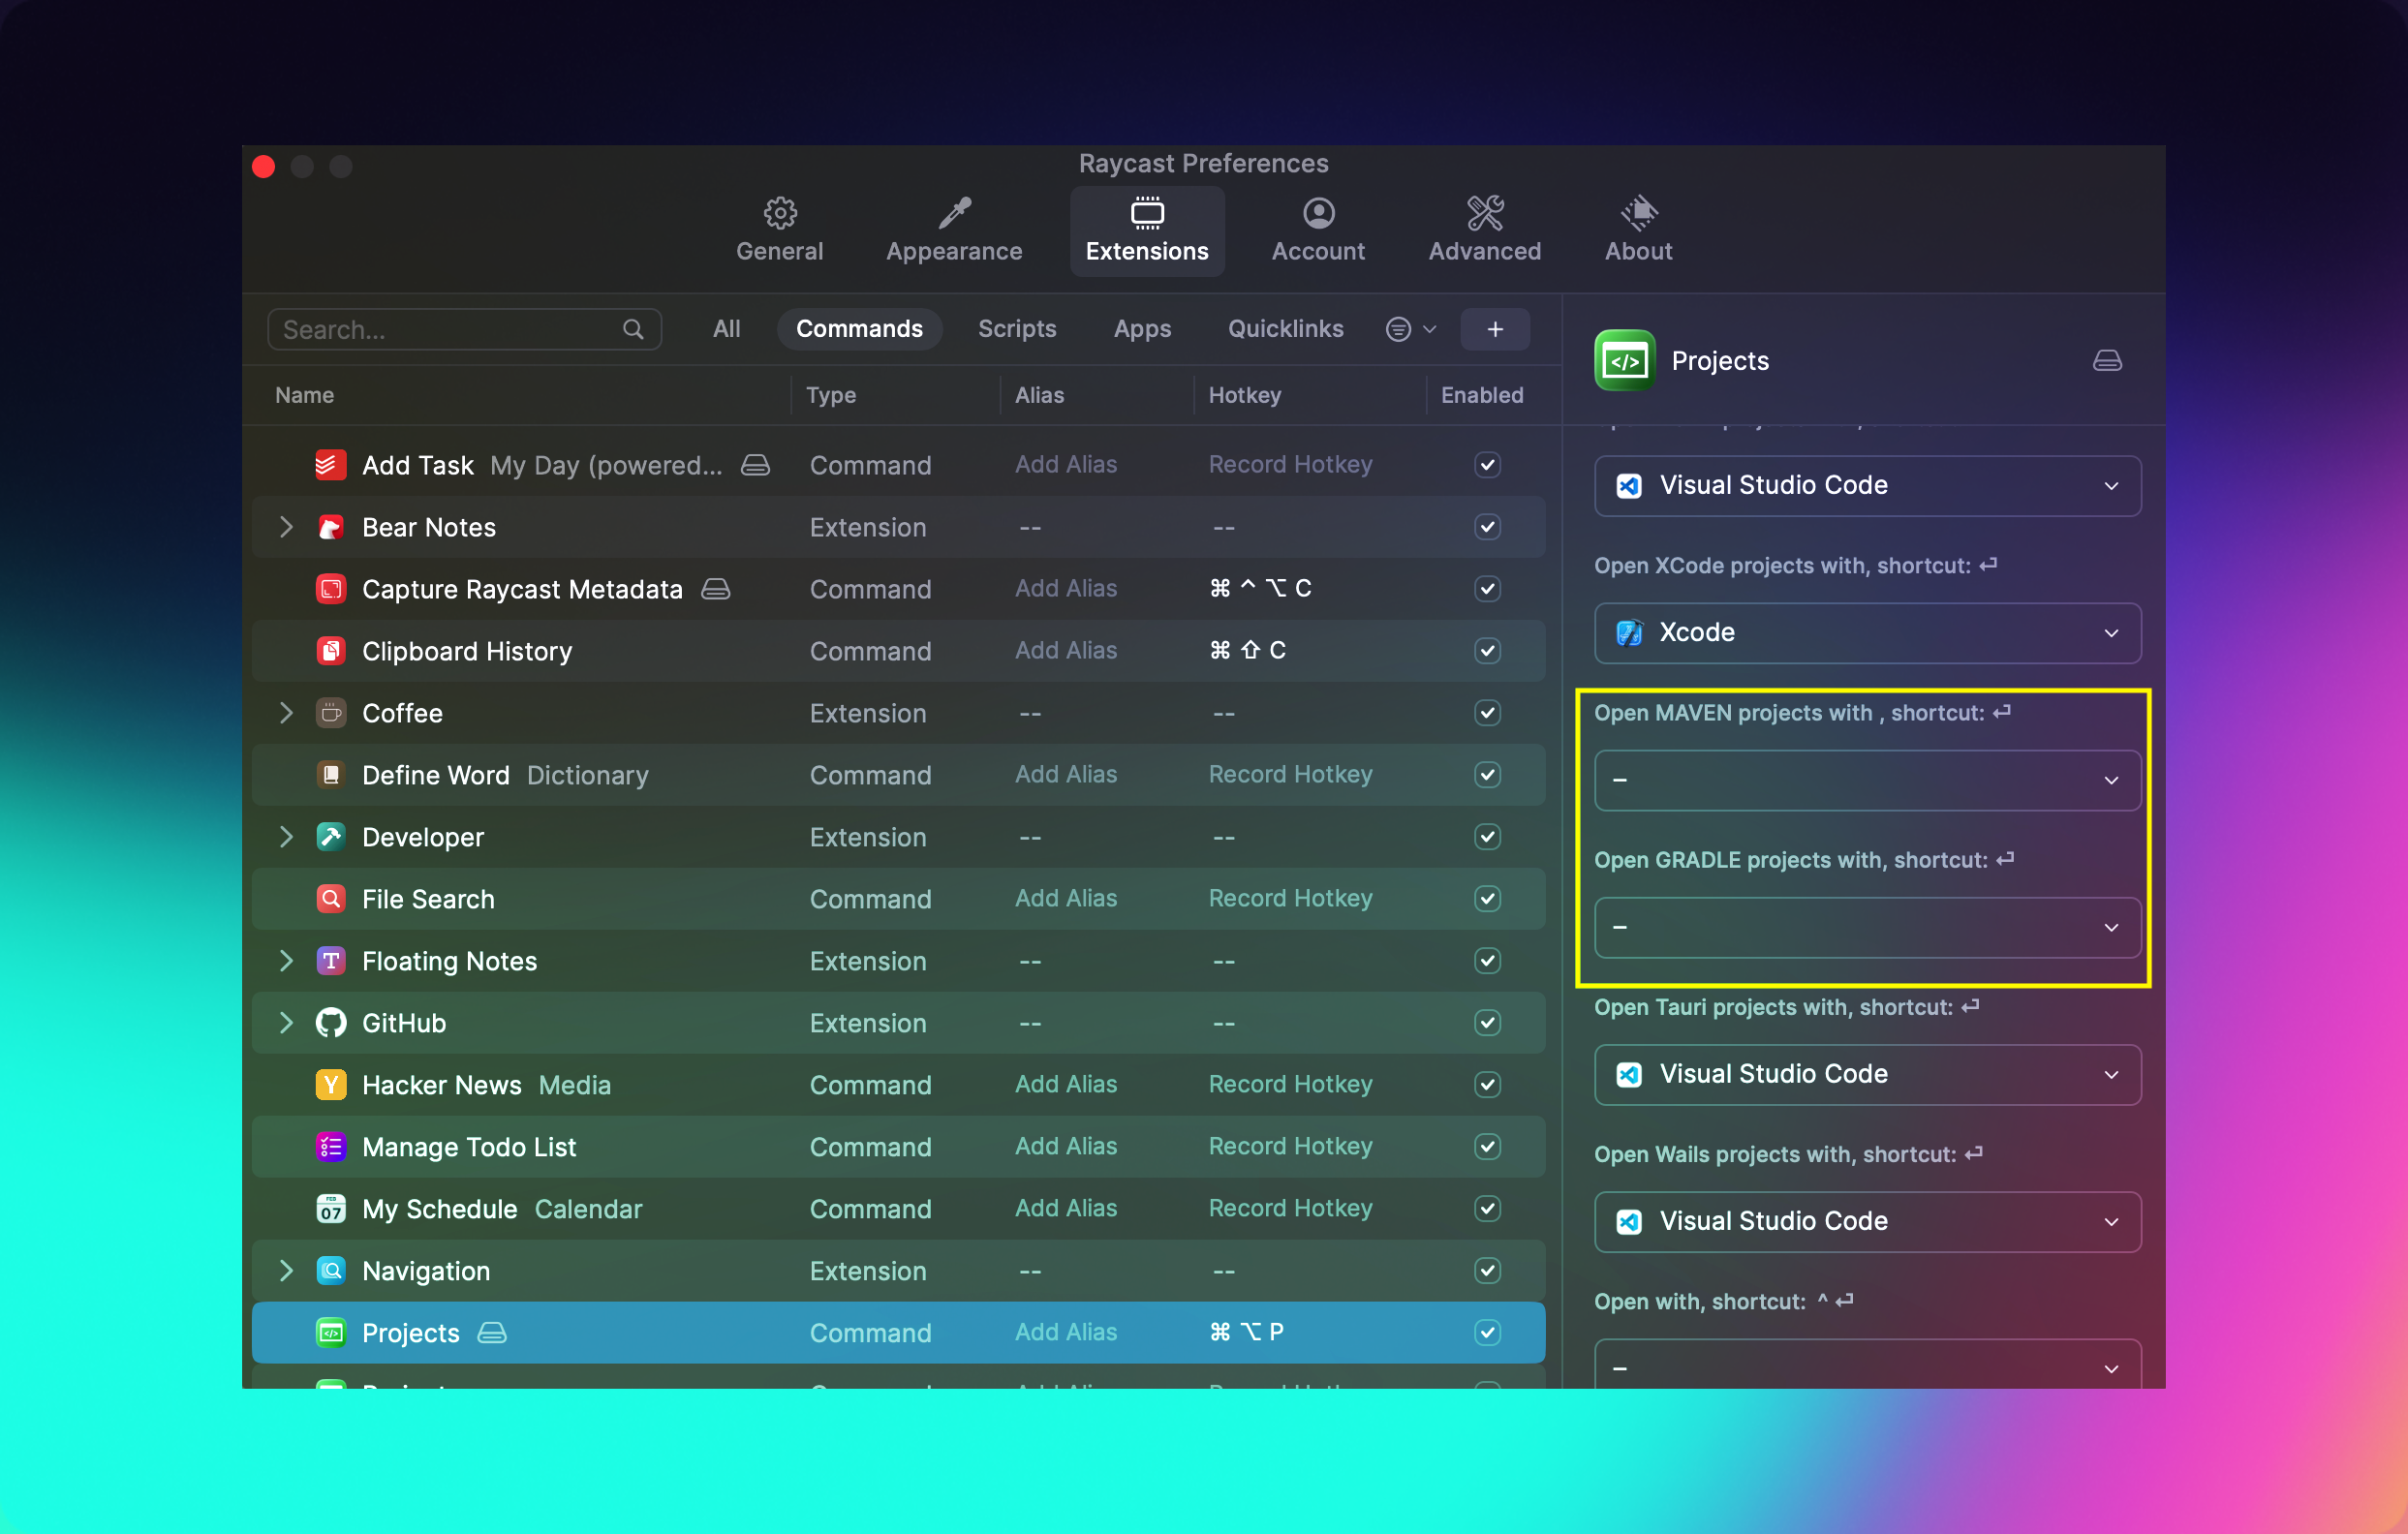 Raycast Preferences
General
Appearance
Extensions
Account
Advanced
About
Search...
All
Commands
Scripts
Apps
Quicklinks
+
Name Type Alias Hotkey Enabled
Add Task My Day (powered... Command Add Alias Record Hotkey
Bear Notes Extension -- --
Capture Raycast Metadata Command Add Alias ⌘ ^ ⌥ C
Clipboard History Command Add Alias ⌘ ⇧ C
Coffee Extension -- --
Define Word Dictionary Command Add Alias Record Hotkey
Developer Extension -- --
File Search Command Add Alias Record Hotkey
Floating Notes Extension -- --
GitHub Extension -- --
Hacker News Media Command Add Alias Record Hotkey
Manage Todo List Command Add Alias Record Hotkey
FEB
07
My Schedule Calendar Command Add Alias Record Hotkey
Navigation Extension -- --
Projects Command Add Alias ⌘ ⌥ P
Projects
Visual Studio Code
Open XCode projects with, shortcut: ⏎
Xcode
Open MAVEN projects with , shortcut: ⏎
–
Open GRADLE projects with, shortcut: ⏎
–
Open Tauri projects with, shortcut: ⏎
Visual Studio Code
Open Wails projects with, shortcut: ⏎
Visual Studio Code
Open with, shortcut: ^ ⏎
–